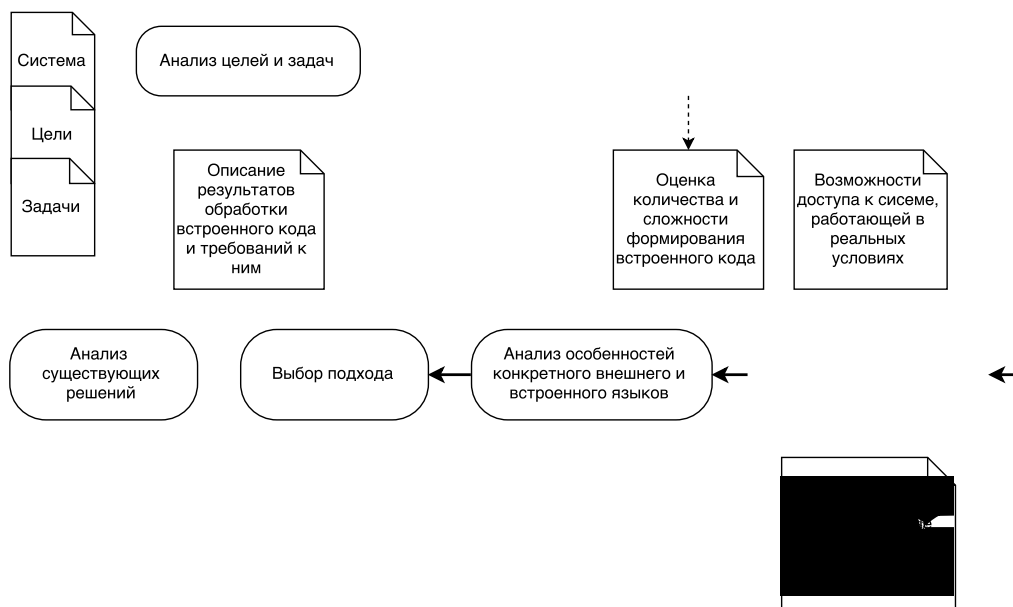 Система
Анализ целей и задач
Цели
Задачи
Описание
результатов
обработки
встроенного кода
и требований к
ним
Оценка
количества и
сложности
формирования
встроенного кода
Возможности
доступа к сисеме,
работающей в
реальных
условиях
Анализ
существующих
решений
Выбор подхода
Анализ особенностей
конкретного внешнего и
встроенного языков